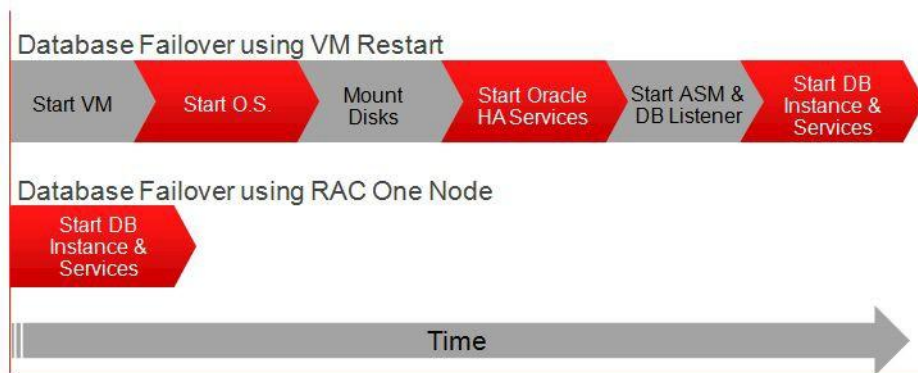 Database Failover using VM Restart
Start VM
Start O.S.
Mount
Disks
Start Oracle
HA Services
Start ASM &
DB Listener
Start DB
Instance &
Services
Database Failover using RAC One Node
Start DB
Instance &
Services
Time